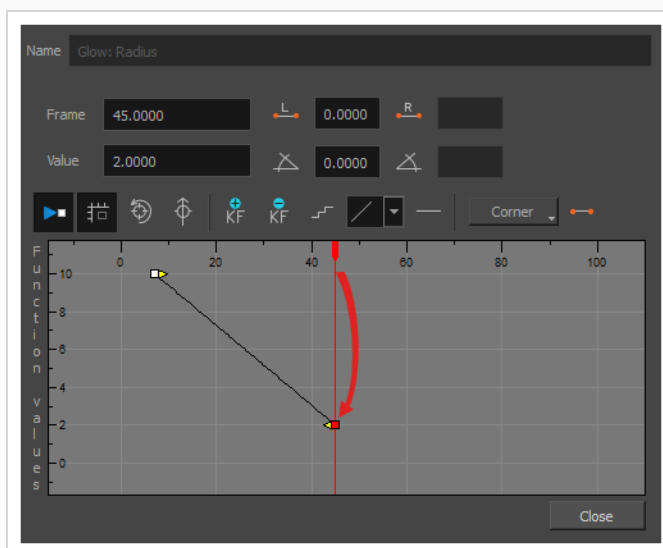 Name Glow: Radius
Frame 45.0000 L 0.0000 R
Value 2.0000 0.0000
KF KF Corner
Function values
0 20 40 60 80 100
10
8
6
4
2
0
Close